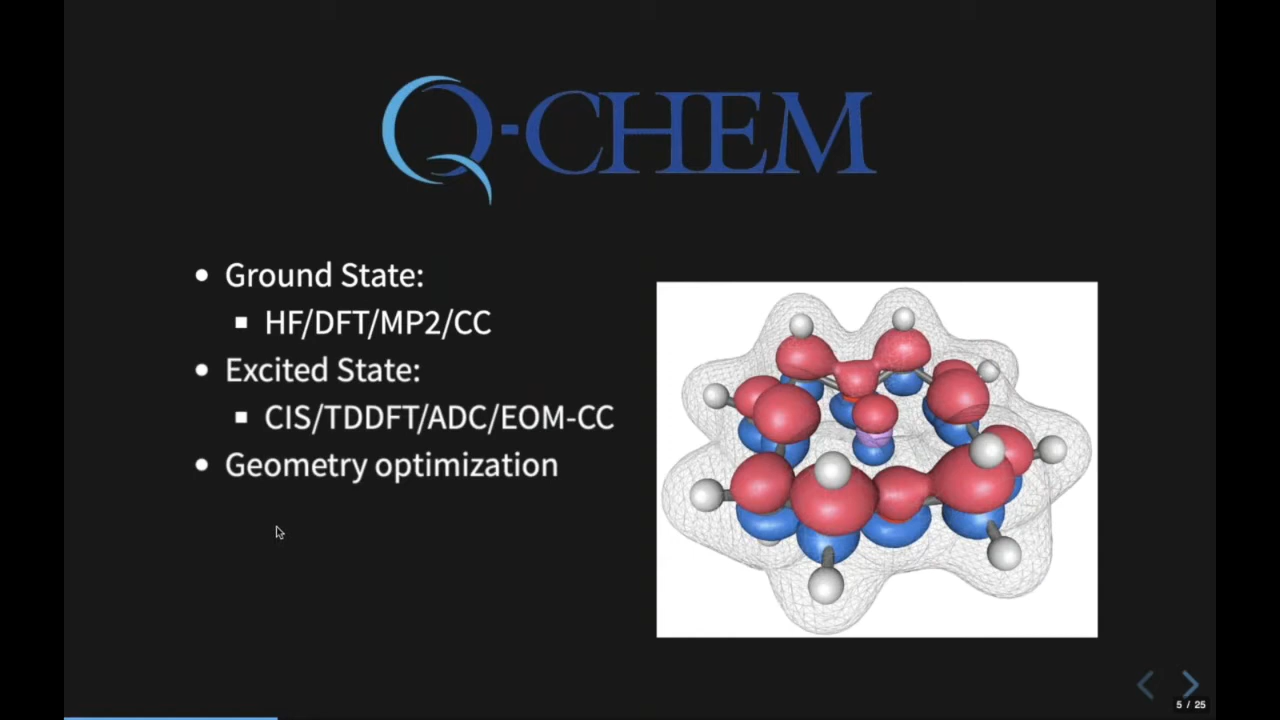 Q-CHEM
Ground State:
HF/DFT/MP2/CC
Excited State:
CIS/TDDFT/ADC/EOM-CC
Geometry optimization
5 / 25